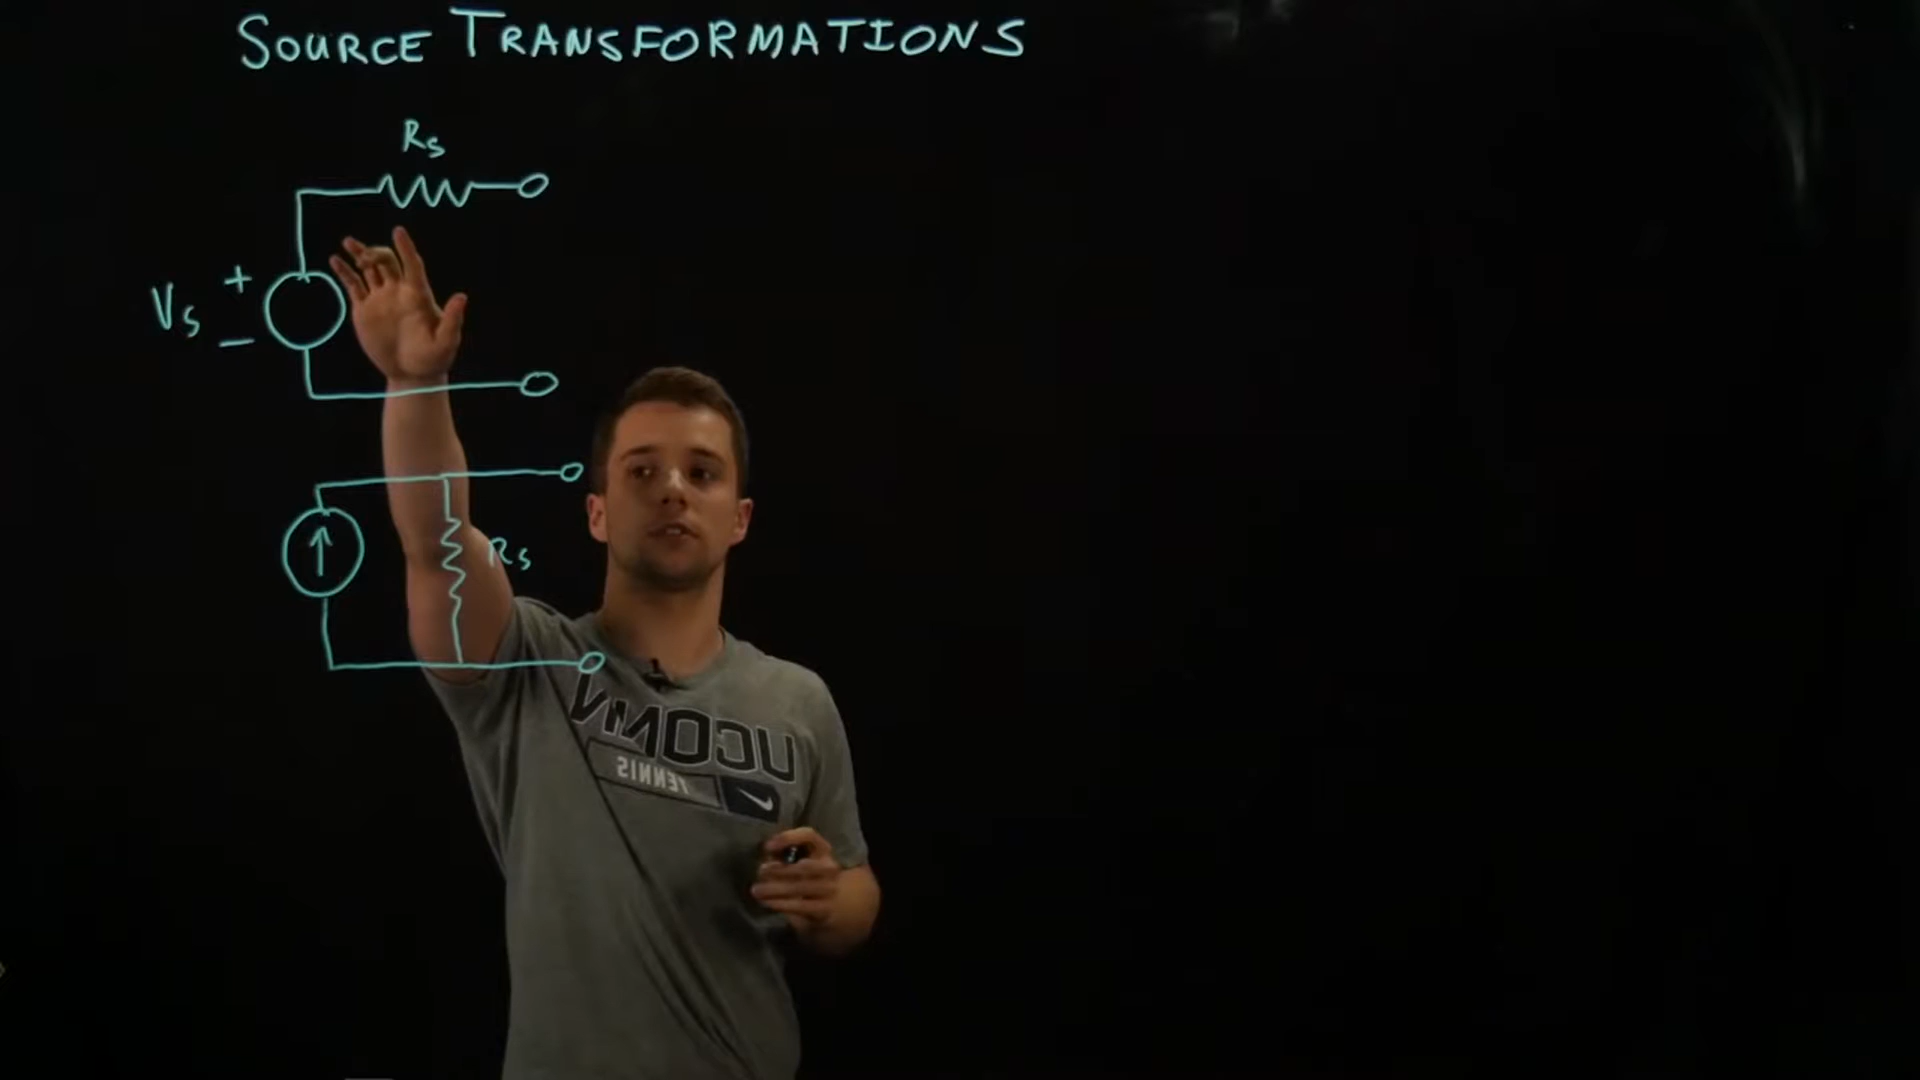 SOURCE TRANSFORMATIONS
Rs
+
Vs
−
Rs
UCONN
TENNIS